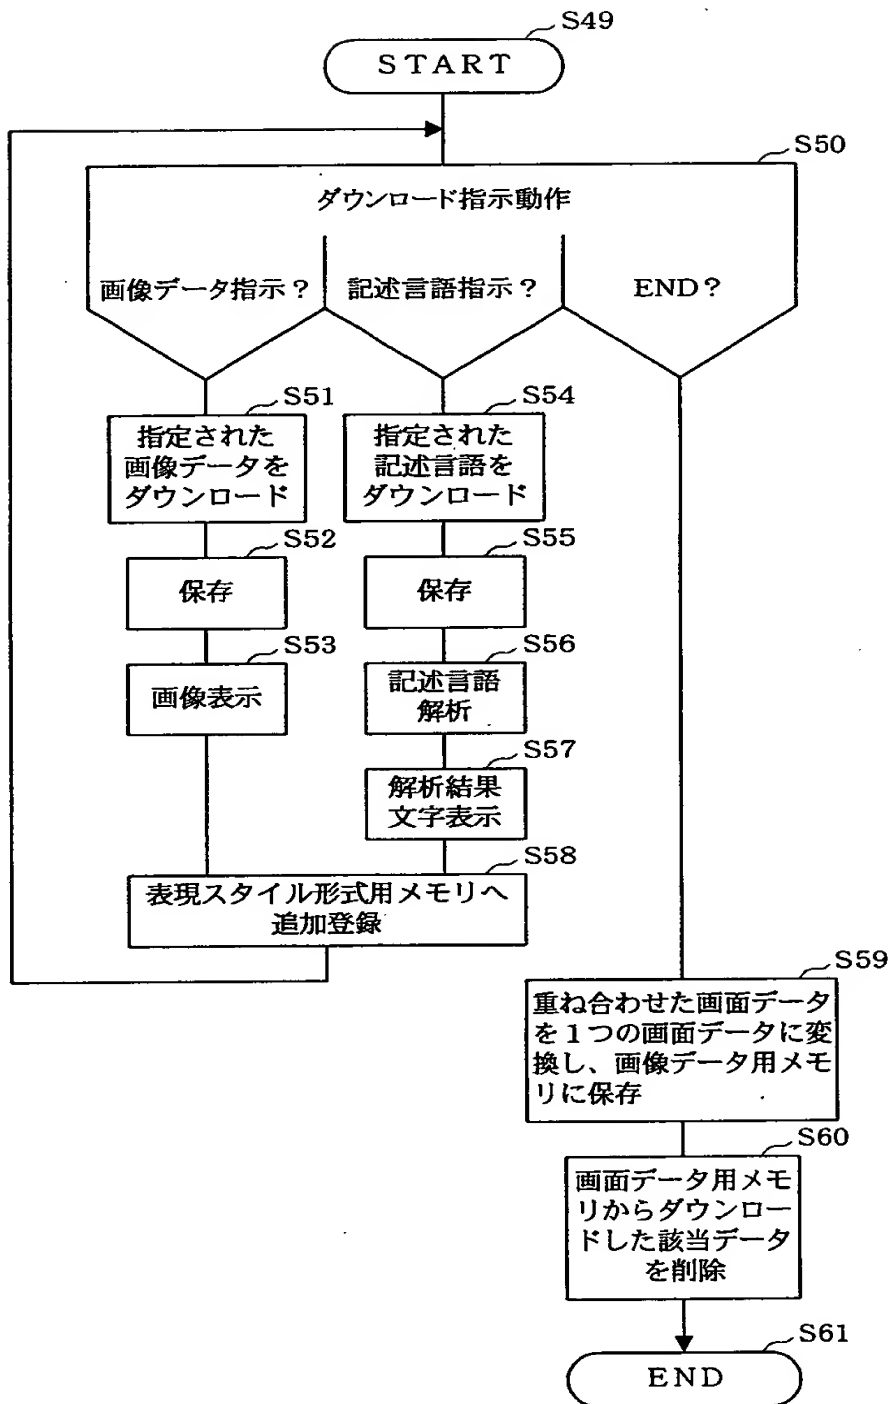 S49
START
S50
ダウンロード指示動作
画像データ指示？
記述言語指示？
END？
S51
指定された
画像データを
ダウンロード
S52
保存
S53
画像表示
S54
指定された
記述言語を
ダウンロード
S55
保存
S56
記述言語
解析
S57
解析結果
文字表示
S58
表現スタイル形式用メモリへ
追加登録
S59
重ね合わせた画面データ
を１つの画面データに変
換し、画像データ用メモ
リに保存
S60
画面データ用メモ
リからダウンロー
ドした該当データ
を削除
S61
END